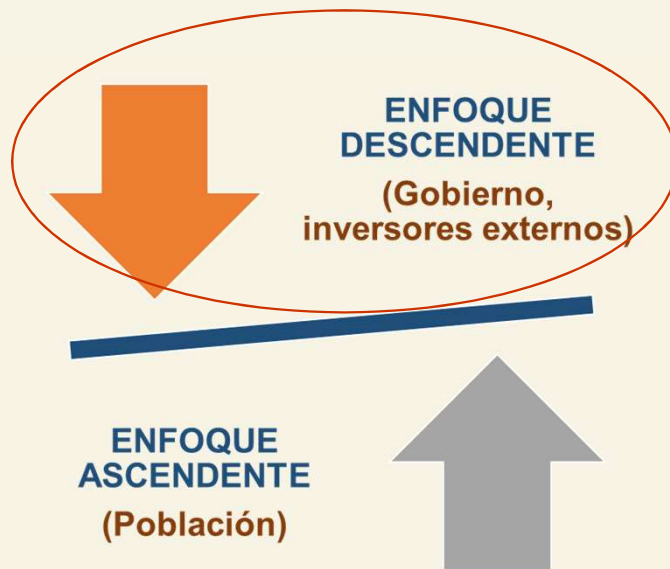 ENFOQUE
DESCENDENTE
(Gobierno,
inversores externos)
ENFOQUE
ASCENDENTE
(Población)